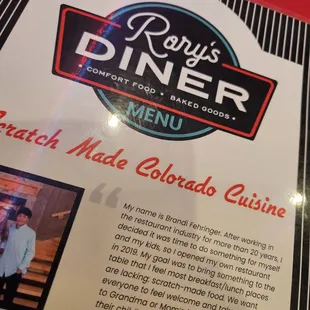 Rory's
DINER
• COMFORT FOOD • BAKED GOODS •
MENU
Scratch Made Colorado Cuisine
My name is Brandi Fehringer. After working in
the restaurant industry for more than 20 years, I
decided it was time to do something for myself
and my kids, so I opened my own restaurant
in 2019. My goal was to bring something to the
table that I feel most breakfast/lunch places
are lacking: scratch-made food. We want
everyone to feel welcome and
to Grandma or
their